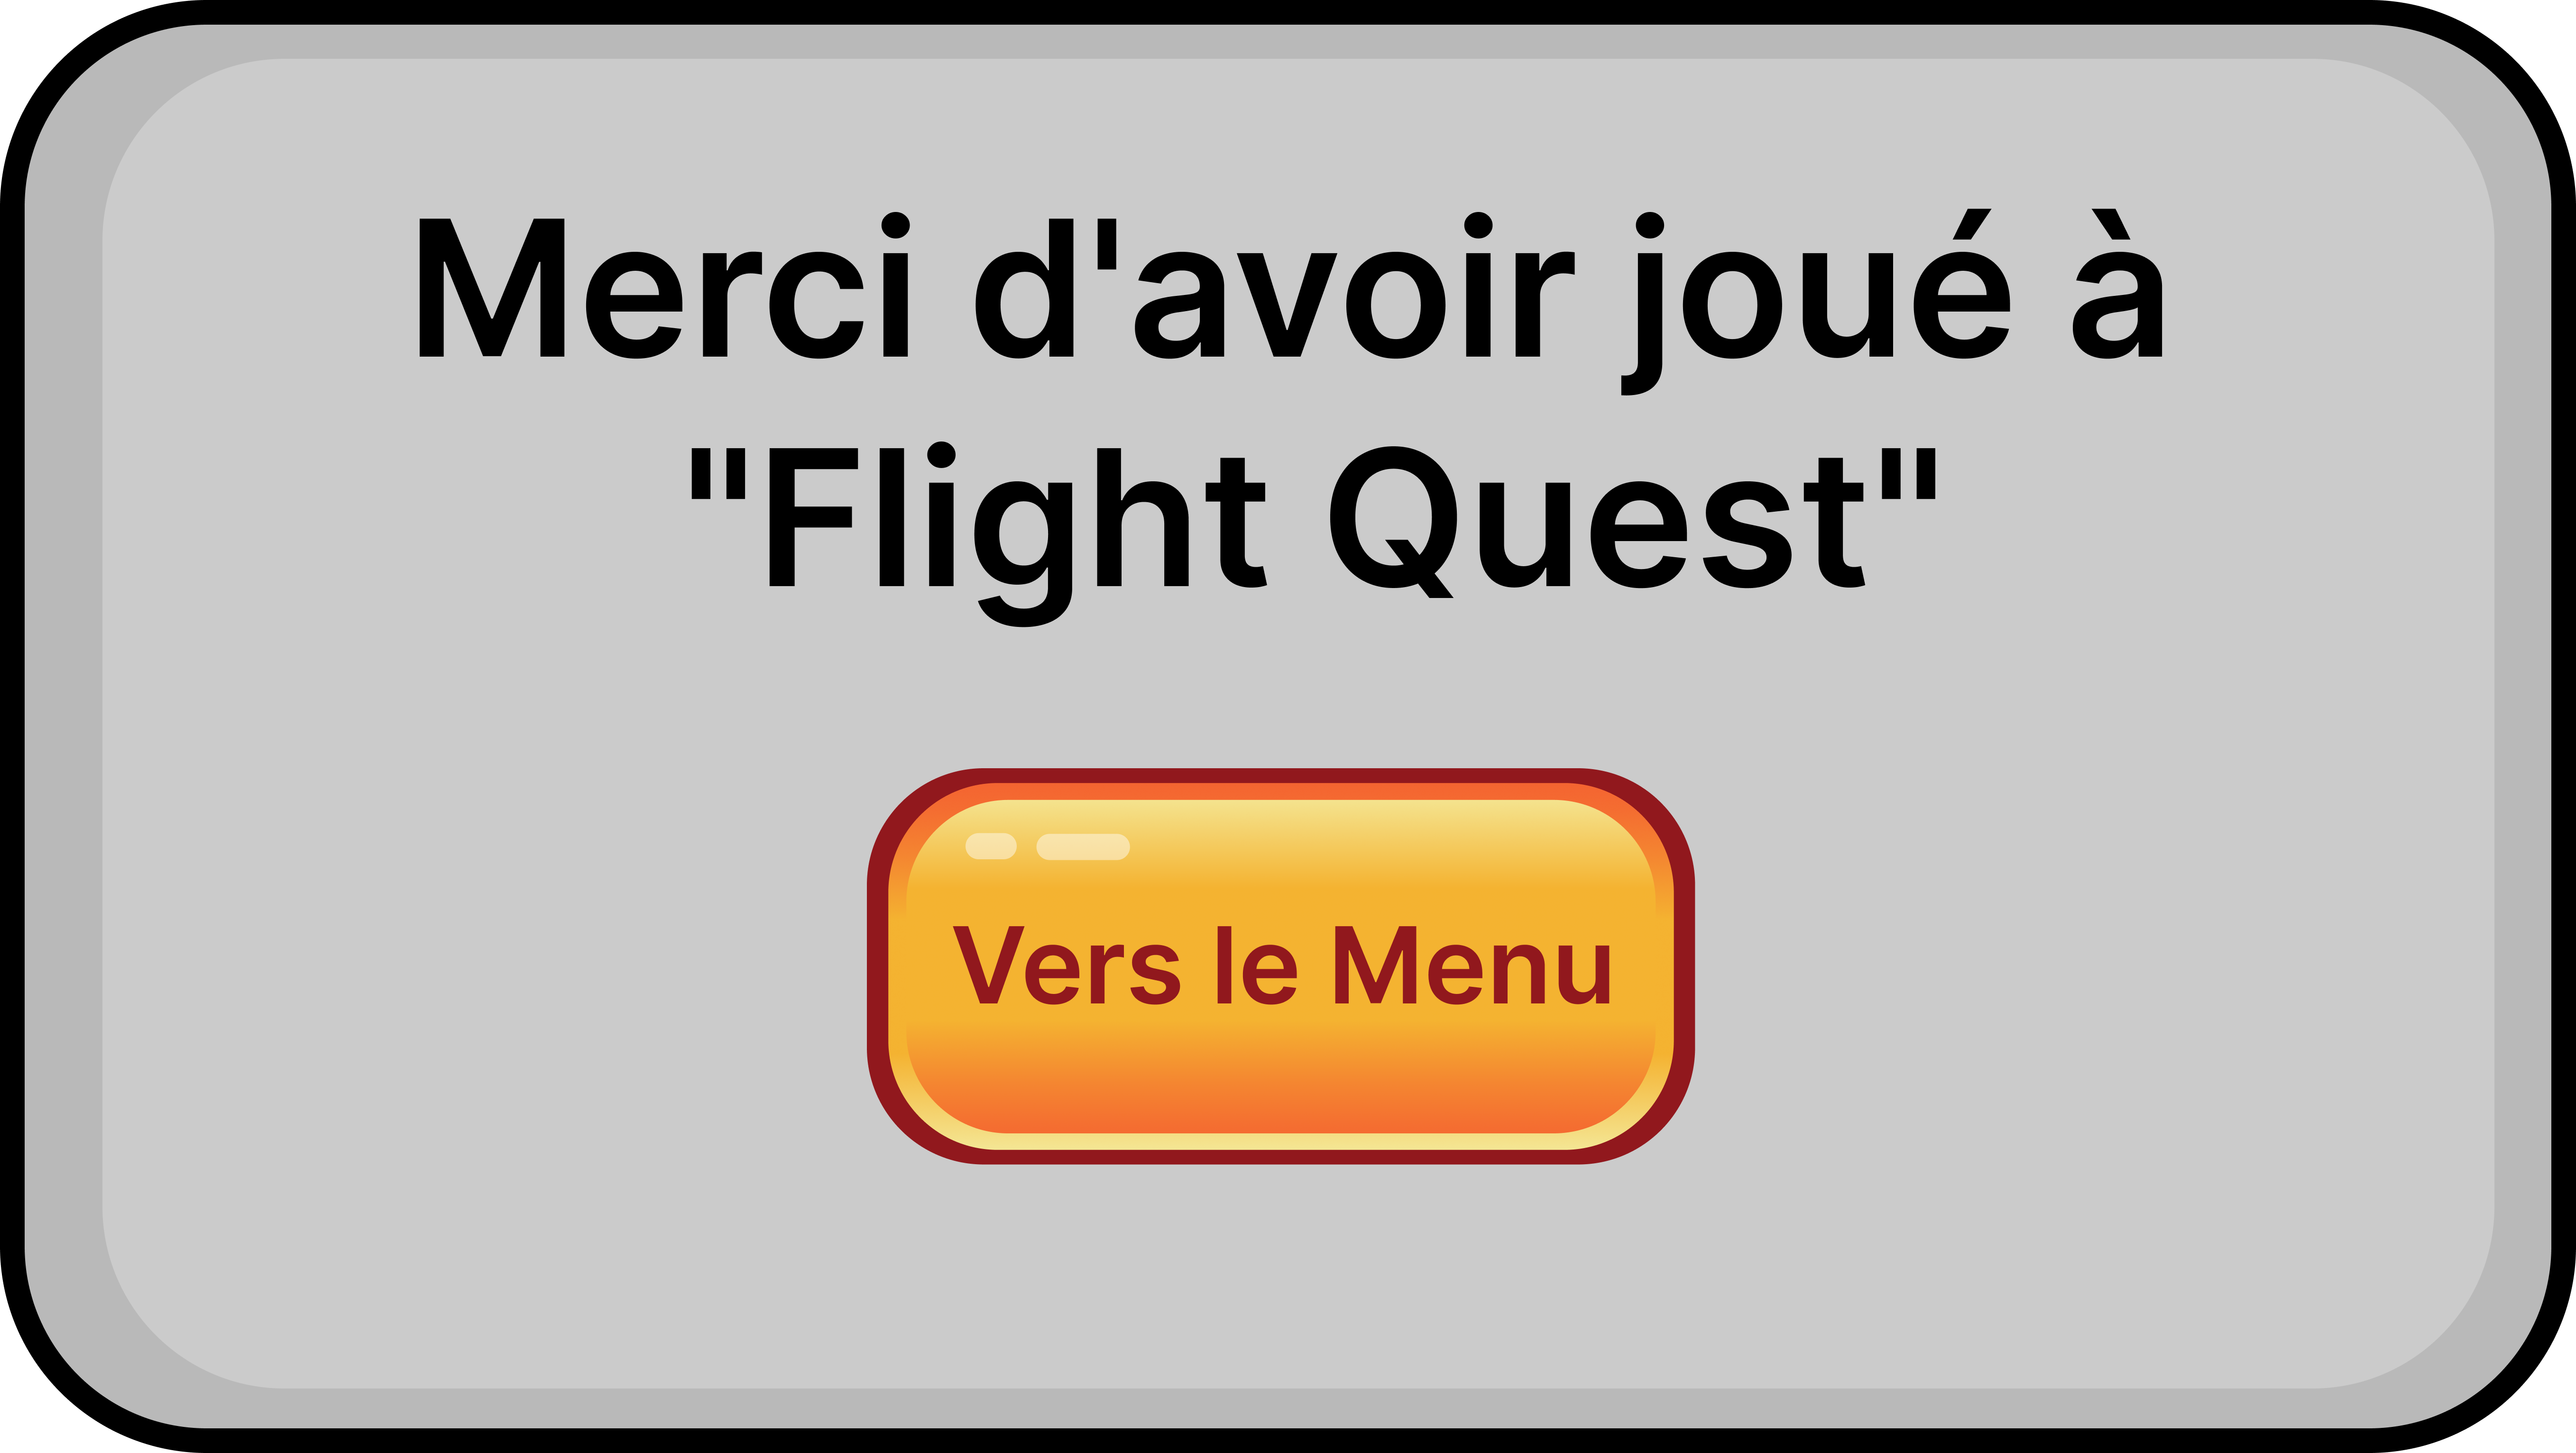 Merci d'avoir joué à
"Flight Quest"
Vers le Menu